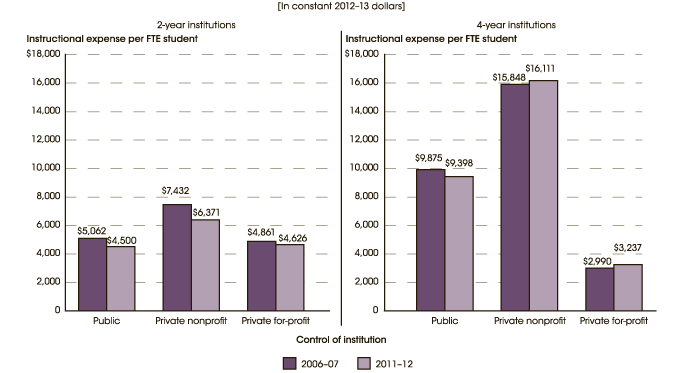 [In constant 2012–13 dollars]
2-year institutions
Instructional expense per FTE student
$18,000
16,000
14,000
12,000
10,000
8,000
6,000
4,000
2,000
0
$5,062
$4,500
$7,432
$6,371
$4,861
$4,626
Public
Private nonprofit
Private for-profit
4-year institutions
Instructional expense per FTE student
$18,000
16,000
14,000
12,000
10,000
8,000
6,000
4,000
2,000
0
$9,875
$9,398
$15,848
$16,111
$2,990
$3,237
Public
Private nonprofit
Private for-profit
Control of institution
2006–07
2011–12